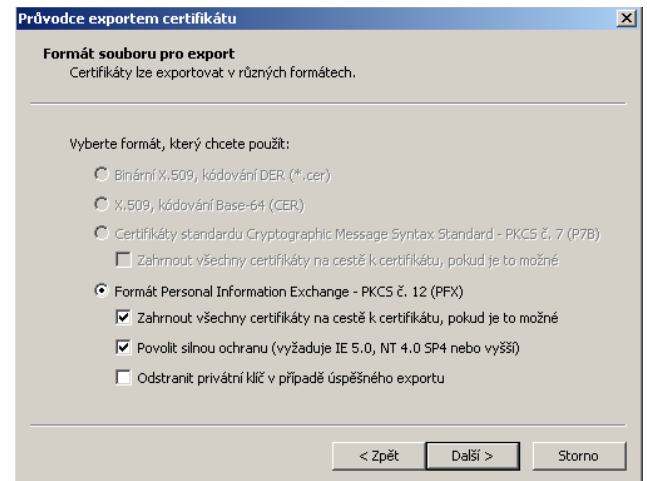 Průvodce exportem certifikátu
Formát souboru pro export
Certifikáty lze exportovat v různých formátech.
Vyberte formát, který chcete použít:
Binární X.509, kódování DER (*.cer)
X.509, kódování Base-64 (CER)
Certifikáty standardu Cryptographic Message Syntax Standard - PKCS č. 7 (P7B)
Zahrnout všechny certifikáty na cestě k certifikátu, pokud je to možné
Formát Personal Information Exchange - PKCS č. 12 (PFX)
Zahrnout všechny certifikáty na cestě k certifikátu, pokud je to možné
Povolit silnou ochranu (vyžaduje IE 5.0, NT 4.0 SP4 nebo vyšší)
Odstranit privátní klíč v případě úspěšného exportu
< Zpět Další > Storno